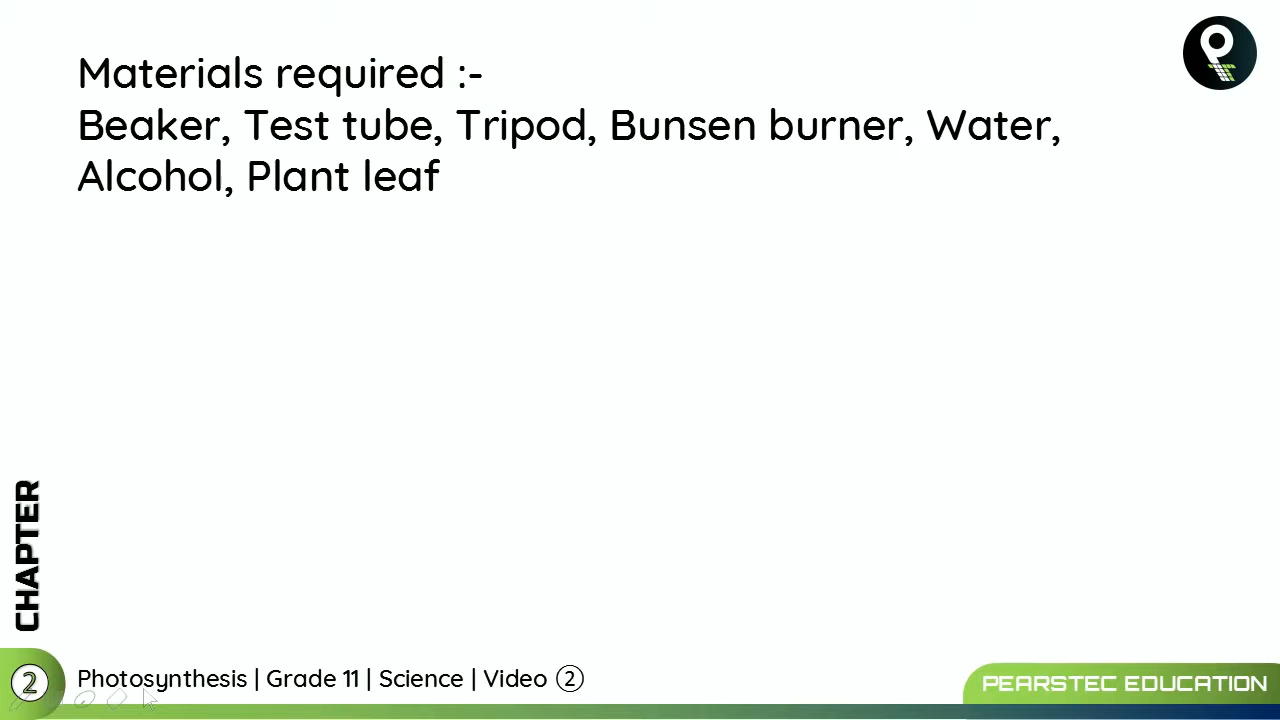 Materials required :-
Beaker, Test tube, Tripod, Bunsen burner, Water,
Alcohol, Plant leaf
CHAPTER
2
Photosynthesis | Grade 11 | Science | Video ②
PEARSTEC EDUCATION